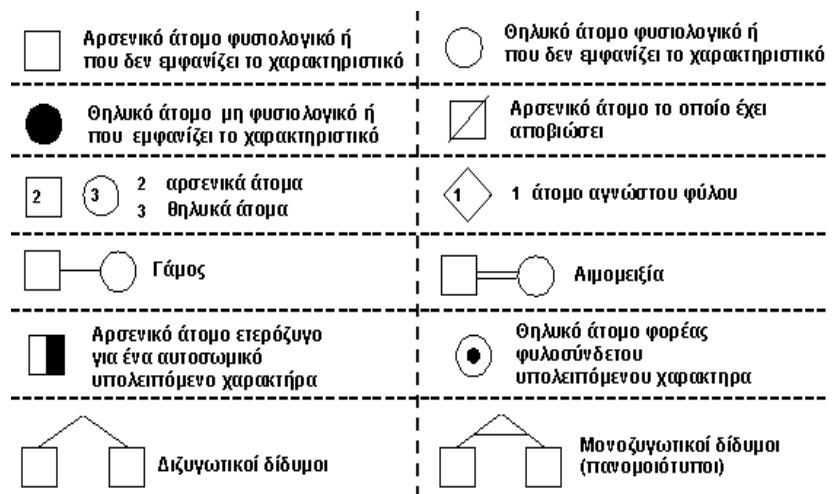 Αρσενικό άτομο φυσιολογικό ή
που δεν εμφανίζει το χαρακτηριστικό
Θηλυκό άτομο φυσιολογικό ή
που δεν εμφανίζει το χαρακτηριστικό
Θηλυκό άτομο μη φυσιολογικό ή
που εμφανίζει το χαρακτηριστικό
Αρσενικό άτομο το οποίο έχει
αποβιώσει
2 3 2 αρσενικά άτομα
3 θηλυκά άτομα
1 1 άτομο αγνώστου φύλου
Γάμος
Αιμομειξία
Αρσενικό άτομο ετερόζυγο
για ένα αυτοσωμικό
υπολειπόμενο χαρακτήρα
Θηλυκό άτομο φορέας
φυλοσύνδετου
υπολειπόμενου χαρακτηρα
Διζυγωτικοί δίδυμοι
Μονοζυγωτικοί δίδυμοι
(πανομοιότυποι)